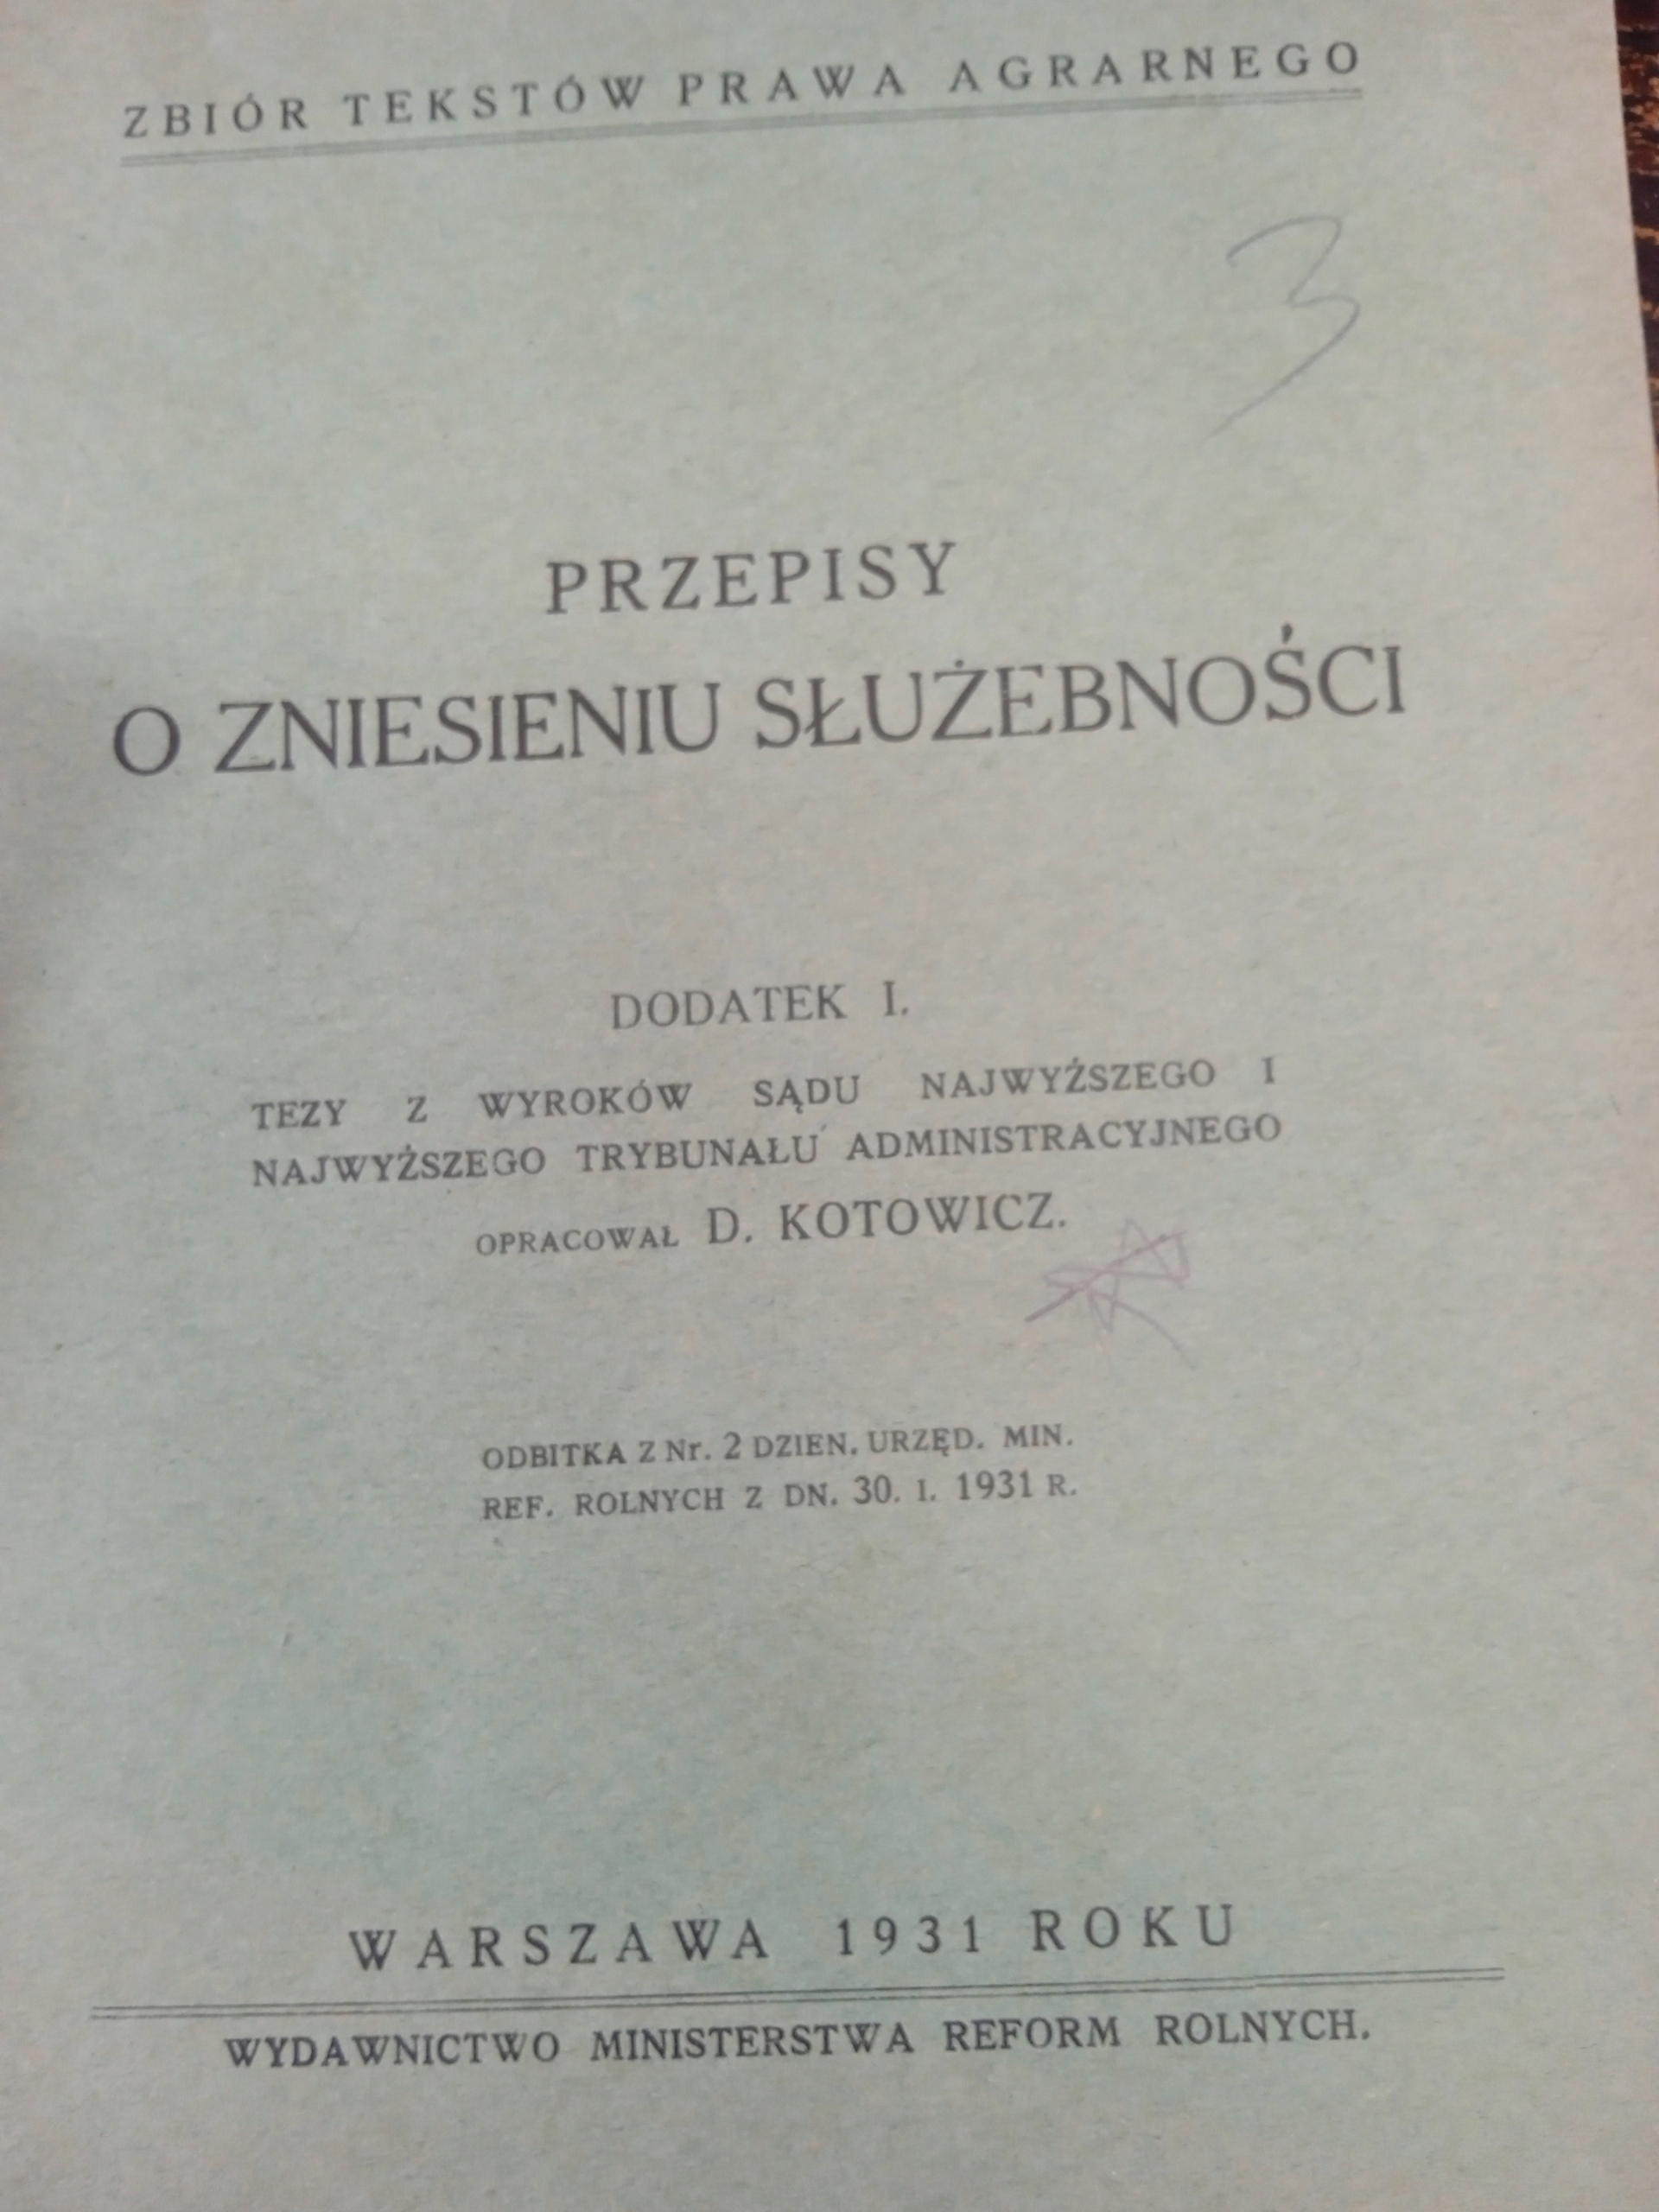 ZBIÓR TEKSTÓW PRAWA AGRARNEGO
3
PRZEPISY
O ZNIESIENIU SŁUŻEBNOŚCI
DODATEK I.
TEZY Z WYROKÓW SĄDU NAJWYŻSZEGO I
NAJWYŻSZEGO TRYBUNAŁU ADMINISTRACYJNEGO
OPRACOWAŁ D. KOTOWICZ.
ODBITKA Z Nr. 2 DZIEN. URZĘD. MIN.
REF. ROLNYCH Z DN. 30. I. 1931 R.
WARSZAWA 1931 ROKU
WYDAWNICTWO MINISTERSTWA REFORM ROLNYCH.